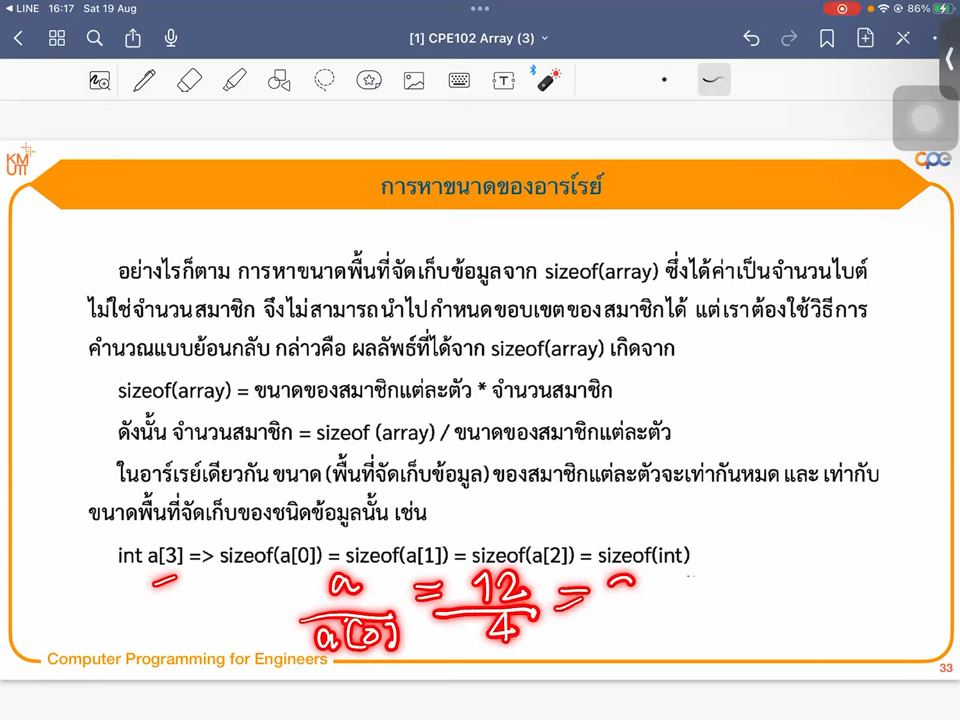 LINE 16:17 Sat 19 Aug 86%
[1] CPE102 Array (3)
KMUTT
cpe
การหาขนาดของอาร์เรย์
อย่างไรก็ตาม การหาขนาดพื้นที่จัดเก็บข้อมูลจาก sizeof(array) ซึ่งได้ค่าเป็นจำนวนไบต์
ไม่ใช่จำนวนสมาชิก จึงไม่สามารถนำไปกำหนดขอบเขตของสมาชิกได้ แต่เราต้องใช้วิธีการ
คำนวณแบบย้อนกลับ กล่าวคือ ผลลัพธ์ที่ได้จาก sizeof(array) เกิดจาก
sizeof(array) = ขนาดของสมาชิกแต่ละตัว * จำนวนสมาชิก
ดังนั้น จำนวนสมาชิก = sizeof (array) / ขนาดของสมาชิกแต่ละตัว
ในอาร์เรย์เดียวกัน ขนาด (พื้นที่จัดเก็บข้อมูล) ของสมาชิกแต่ละตัวจะเท่ากันหมด และ เท่ากับ
ขนาดพื้นที่จัดเก็บของชนิดข้อมูลนั้น เช่น
int a[3] => sizeof(a[0]) = sizeof(a[1]) = sizeof(a[2]) = sizeof(int)
a = 12 =
a[0] 4
Computer Programming for Engineers
33